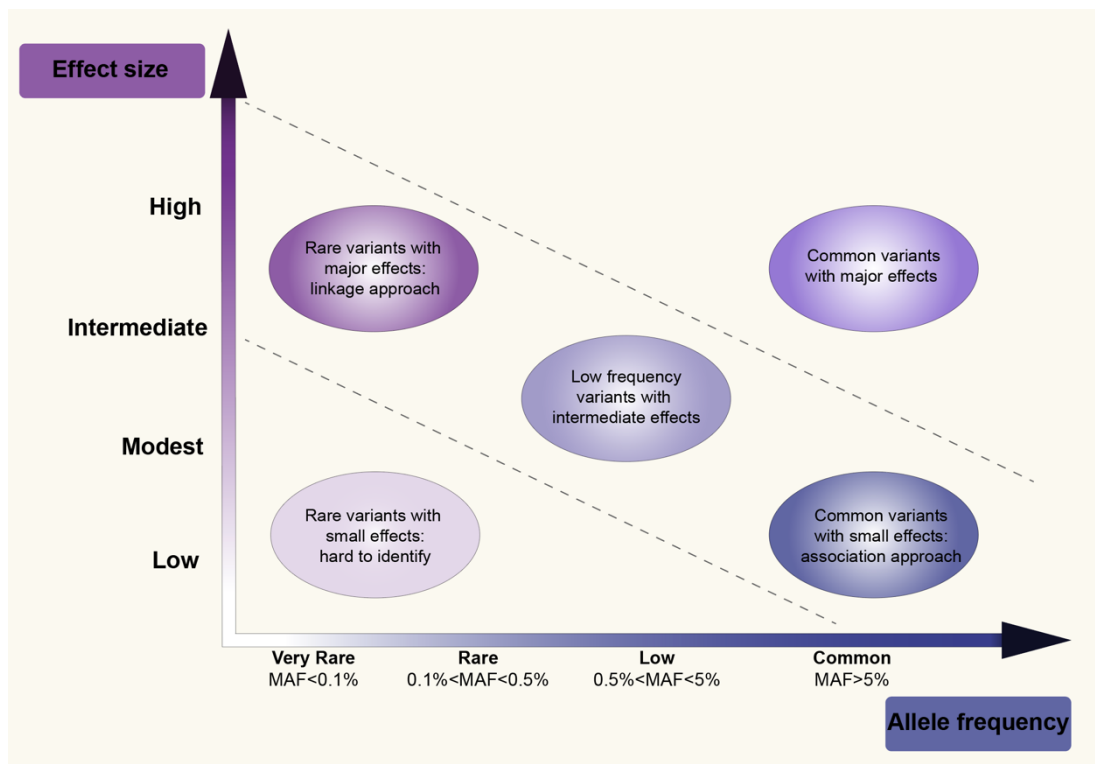 Effect size
High
Rare variants with
major effects:
linkage approach
Common variants
with major effects
Intermediate
Low frequency
variants with
intermediate effects
Modest
Rare variants with
small effects:
hard to identify
Common variants
with small effects:
association approach
Low
Very Rare
MAF<0.1%
Rare
0.1%<MAF<0.5%
Low
0.5%<MAF<5%
Common
MAF>5%
Allele frequency